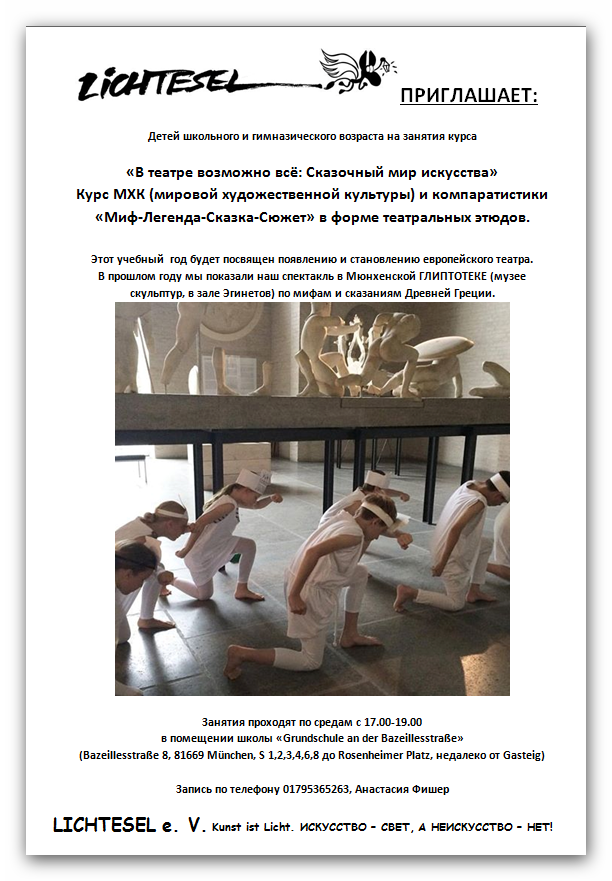 LICHTESEL
ПРИГЛАШАЕТ:
Детей школьного и гимназического возраста на занятия курса
«В театре возможно всё: Сказочный мир искусства»
Курс МХК (мировой художественной культуры) и компаратистики
«Миф-Легенда-Сказка-Сюжет» в форме театральных этюдов.
Этот учебный год будет посвящен появлению и становлению европейского театра.
В прошлом году мы показали наш спектакль в Мюнхенской ГЛИПТОТЕКЕ (музее
скульптур, в зале Эгинетов) по мифам и сказаниям Древней Греции.
Занятия проходят по средам с 17.00-19.00
в помещении школы «Grundschule an der Bazeillesstraße»
(Bazeillesstraße 8, 81669 München, S 1,2,3,4,6,8 до Rosenheimer Platz, недалеко от Gasteig)
Запись по телефону 01795365263, Анастасия Фишер
LICHTESEL e. V. Kunst ist Licht. ИСКУССТВО – СВЕТ, А НЕИСКУССТВО – НЕТ!